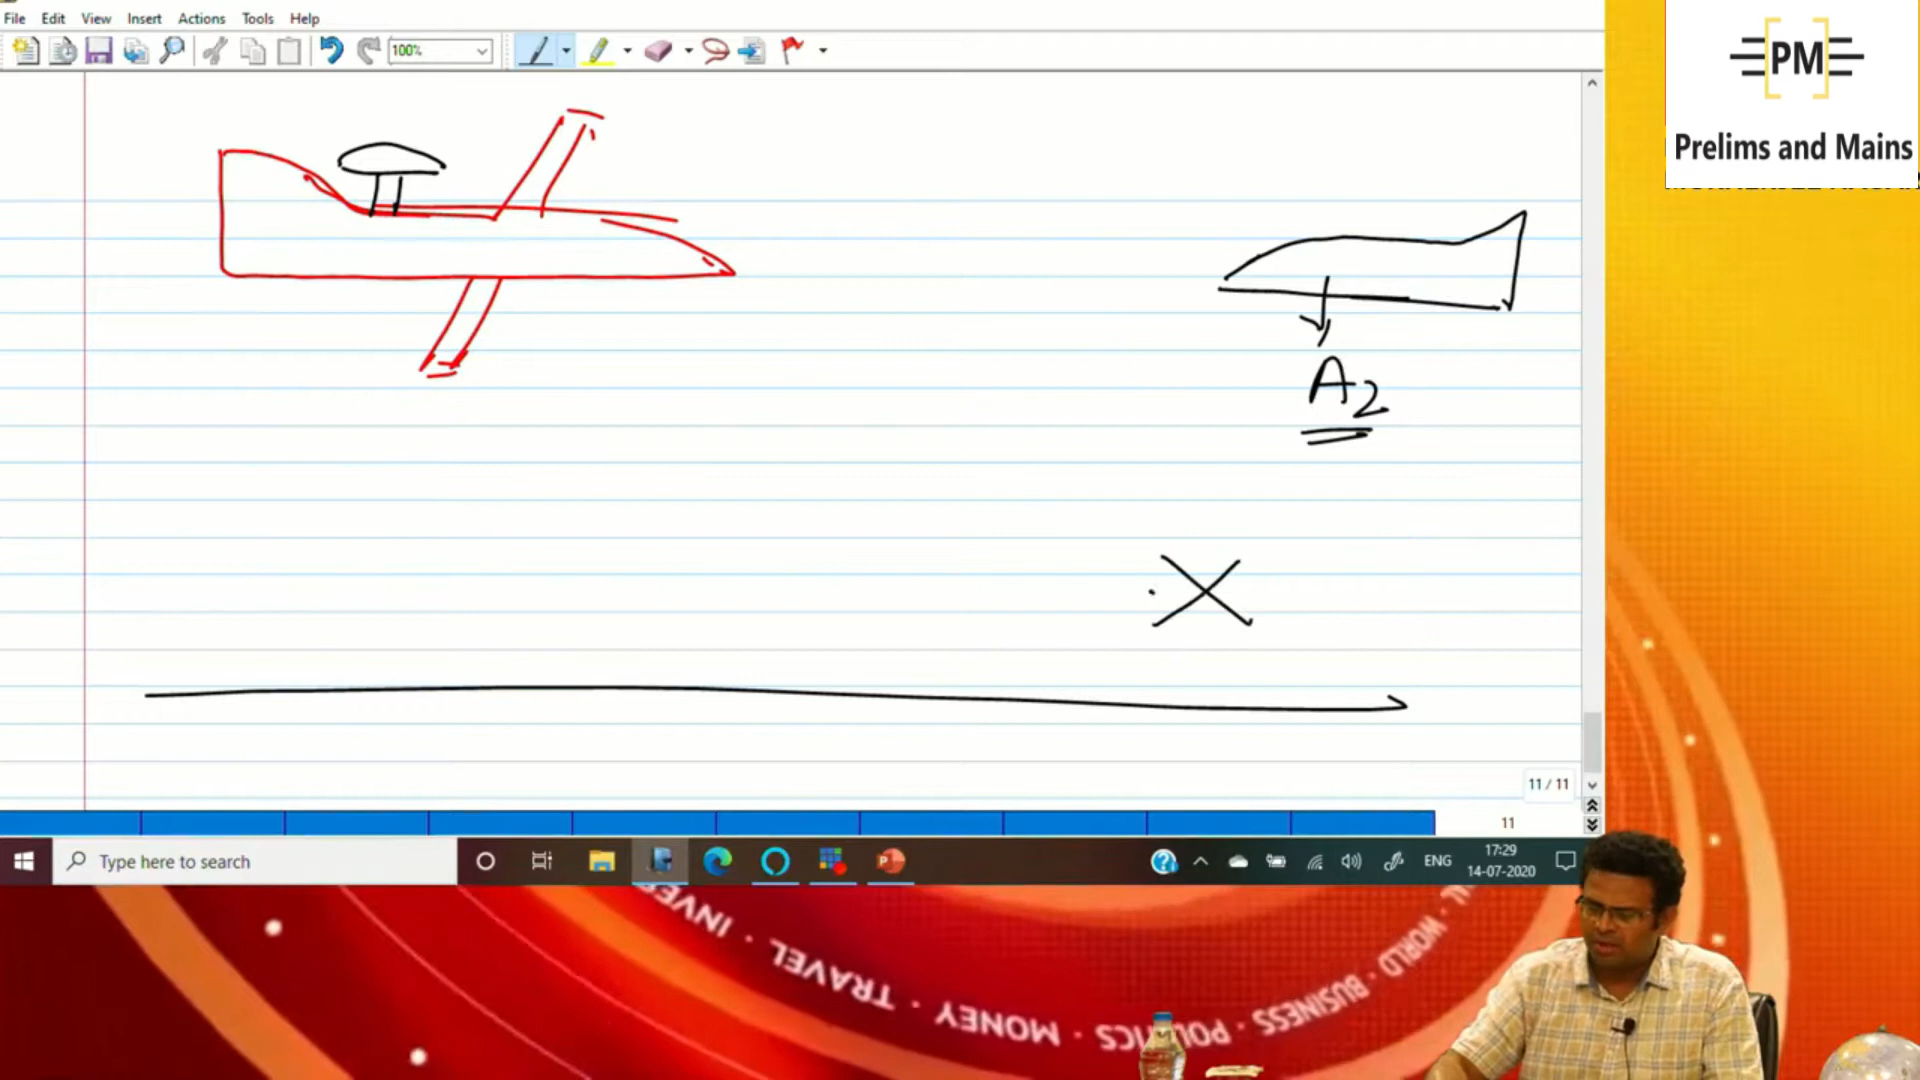 File Edit View Insert Actions Tools Help
100%
PM
Prelims and Mains
A2
11 / 11
11
Type here to search
ENG
17:29
14-07-2020
INVE
TRAVEL
MONEY
POLITICS
BUSINESS
WORLD